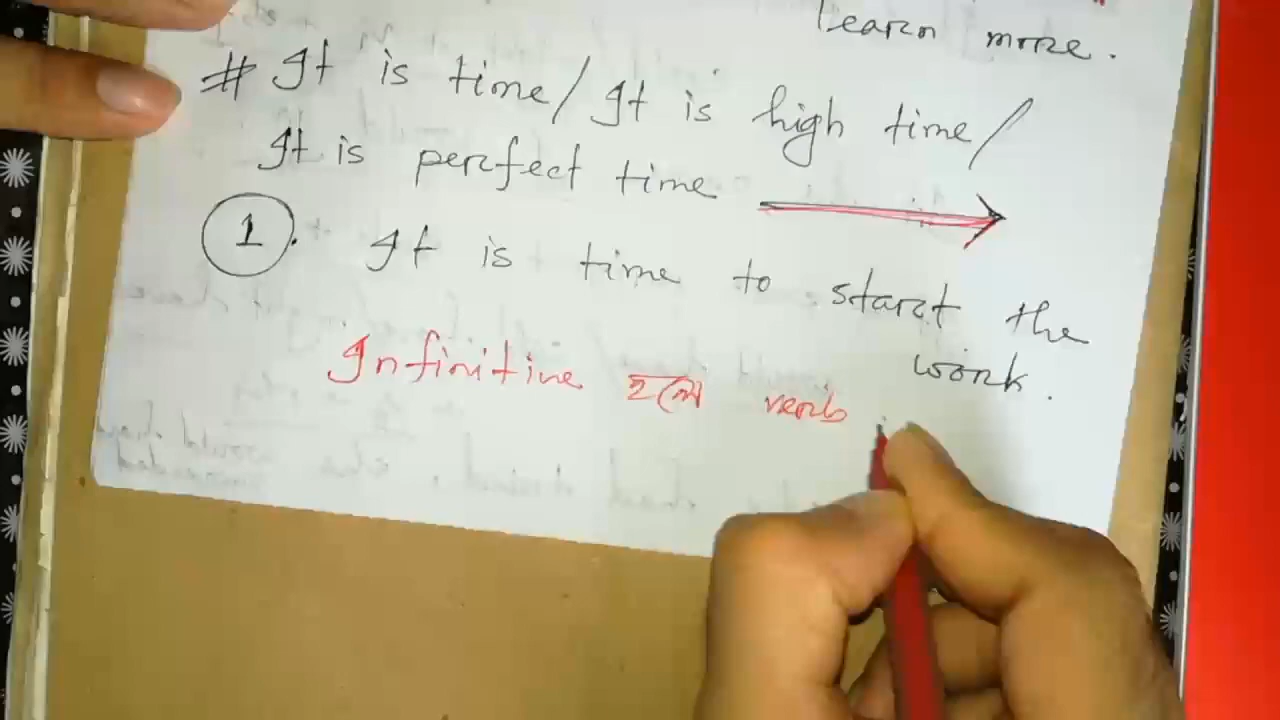 learn more.
# It is time/It is high time/
It is perfect time
1. It is time to start the
work.
Infinitive হলো verb